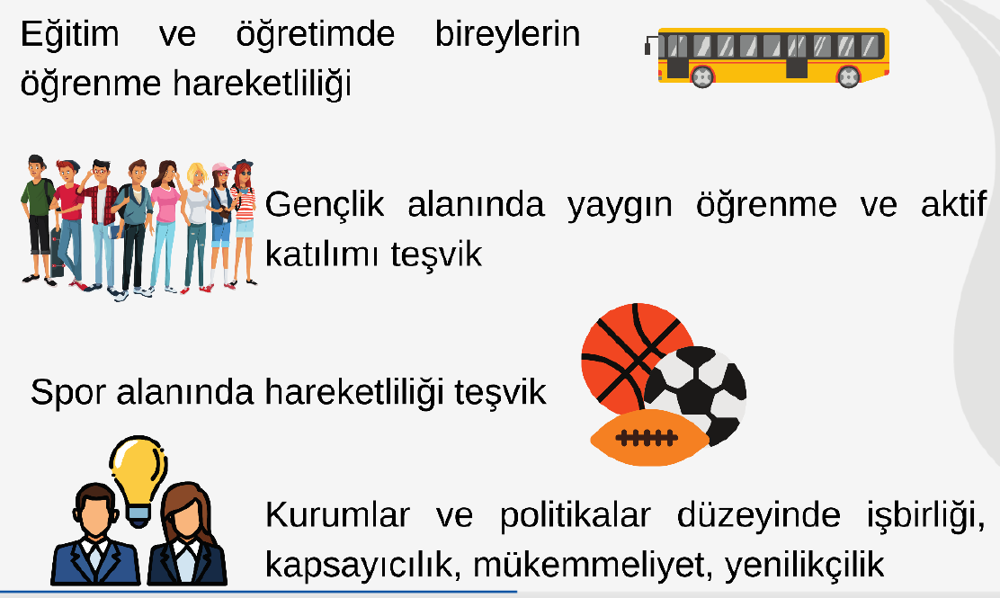 Eğitim ve öğretimde bireylerin
öğrenme hareketliliği
Gençlik alanında yaygın öğrenme ve aktif
katılımı teşvik
Spor alanında hareketliliği teşvik
Kurumlar ve politikalar düzeyinde işbirliği,
kapsayıcılık, mükemmeliyet, yenilikçilik